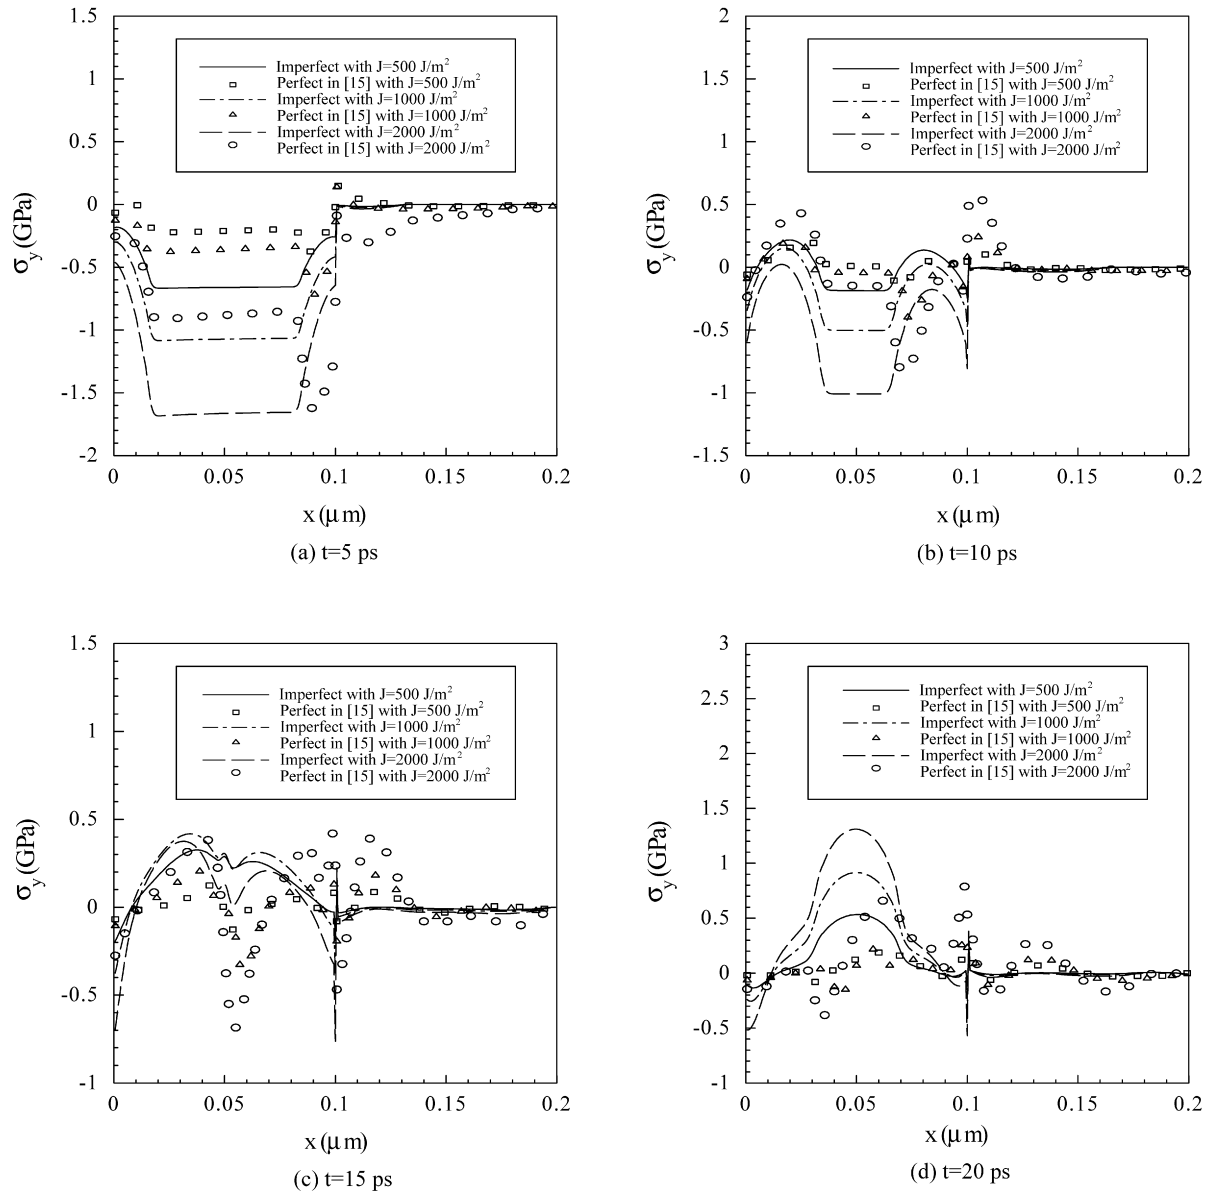 1.5
1
0.5
0
-0.5
-1
-1.5
-2
σy (GPa)
Imperfect with J=500 J/m2
Perfect in [15] with J=500 J/m2
Imperfect with J=1000 J/m2
Perfect in [15] with J=1000 J/m2
Imperfect with J=2000 J/m2
Perfect in [15] with J=2000 J/m2
0 0.05 0.1 0.15 0.2
x (μ m)
(a) t=5 ps
2
1.5
1
0.5
0
-0.5
-1
-1.5
σy (GPa)
Imperfect with J=500 J/m2
Perfect in [15] with J=500 J/m2
Imperfect with J=1000 J/m2
Perfect in [15] with J=1000 J/m2
Imperfect with J=2000 J/m2
Perfect in [15] with J=2000 J/m2
0 0.05 0.1 0.15 0.2
x (μ m)
(b) t=10 ps
1.5
1
0.5
0
-0.5
-1
σy (GPa)
Imperfect with J=500 J/m2
Perfect in [15] with J=500 J/m2
Imperfect with J=1000 J/m2
Perfect in [15] with J=1000 J/m2
Imperfect with J=2000 J/m2
Perfect in [15] with J=2000 J/m2
0 0.05 0.1 0.15 0.2
x (μ m)
(c) t=15 ps
3
2.5
2
1.5
1
0.5
0
-0.5
-1
σy (GPa)
Imperfect with J=500 J/m2
Perfect in [15] with J=500 J/m2
Imperfect with J=1000 J/m2
Perfect in [15] with J=1000 J/m2
Imperfect with J=2000 J/m2
Perfect in [15] with J=2000 J/m2
0 0.05 0.1 0.15 0.2
x (μ m)
(d) t=20 ps